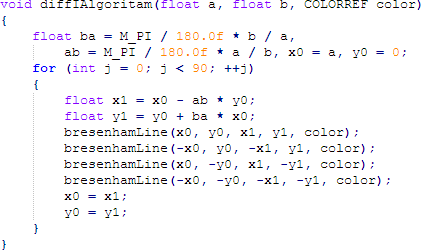 void diffIAlgoritam(float a, float b, COLORREF color)
{
    float ba = M_PI / 180.0f * b / a,
        ab = M_PI / 180.0f * a / b, x0 = a, y0 = 0;
    for (int j = 0; j < 90; ++j)
    {
        float x1 = x0 - ab * y0;
        float y1 = y0 + ba * x0;
        bresenhamLine(x0, y0, x1, y1, color);
        bresenhamLine(-x0, y0, -x1, y1, color);
        bresenhamLine(x0, -y0, x1, -y1, color);
        bresenhamLine(-x0, -y0, -x1, -y1, color);
        x0 = x1;
        y0 = y1;
    }
}